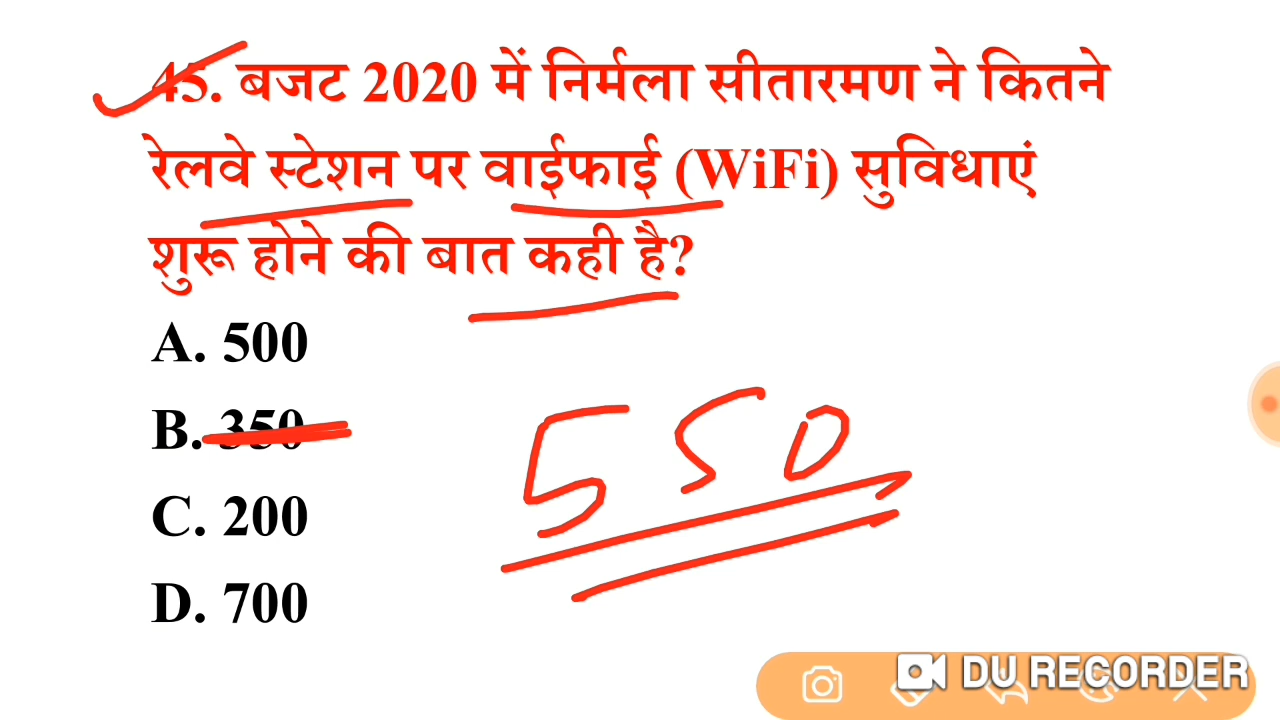 45. बजट 2020 में निर्मला सीतारमण ने कितने
रेलवे स्टेशन पर वाईफाई (WiFi) सुविधाएं
शुरू होने की बात कही है?
A. 500
B. 350
C. 200
D. 700
550
DU RECORDER